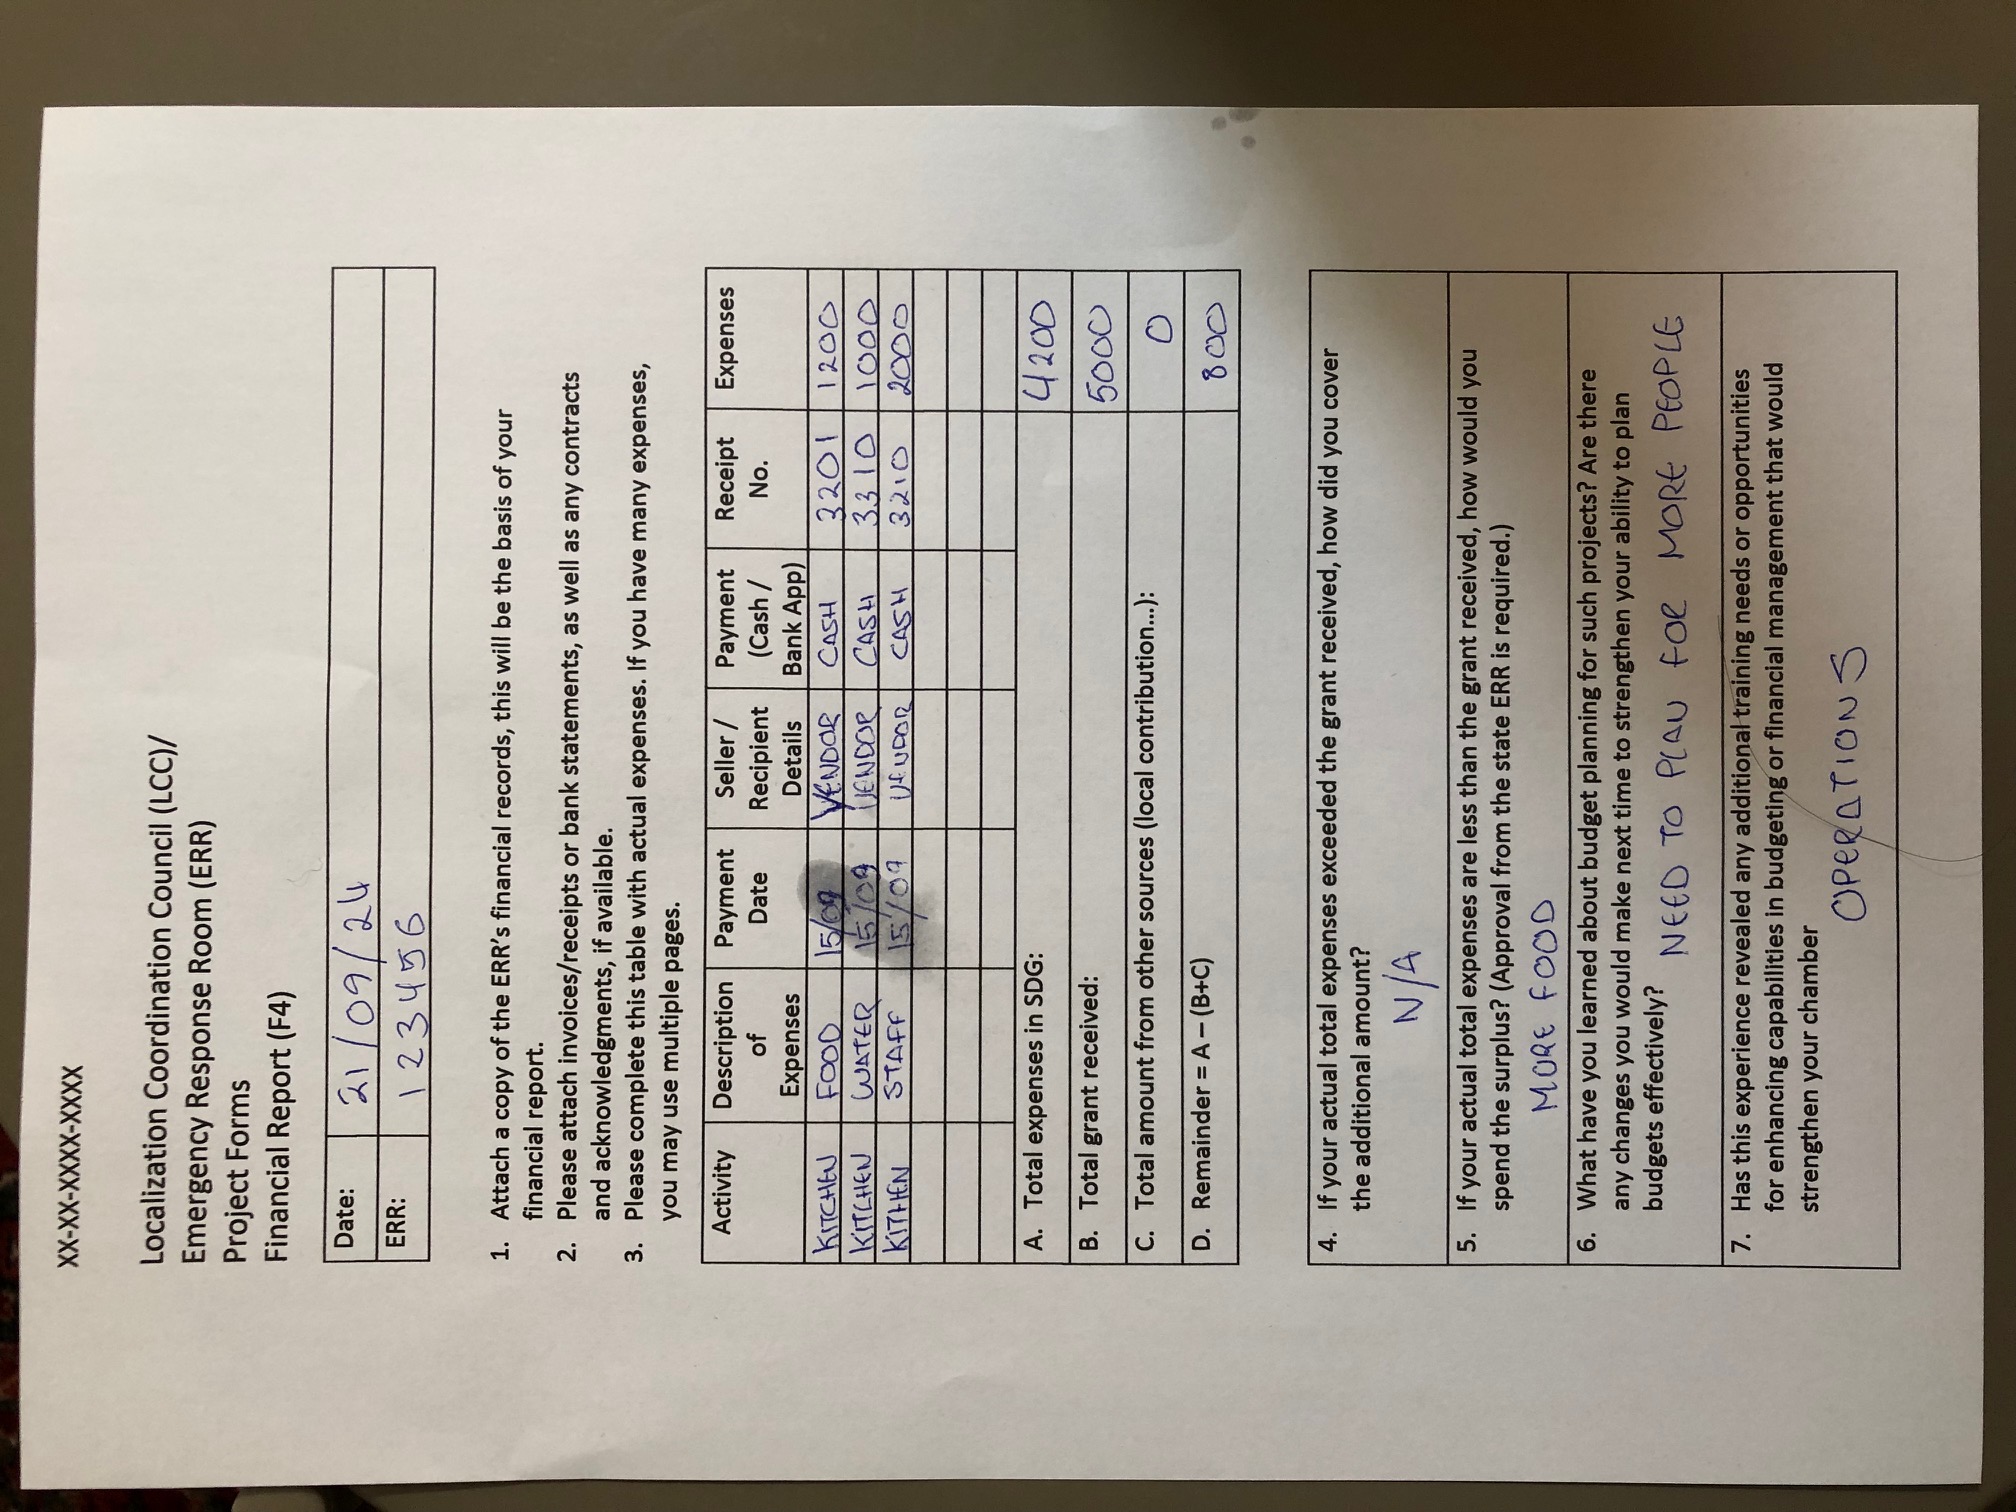 XX-XX-XXXX-XXXX
Localization Coordination Council (LCC)/
Emergency Response Room (ERR)
Project Forms
Financial Report (F4)
Date: 21/09/24
ERR: 123456
1. Attach a copy of the ERR's financial records, this will be the basis of your
financial report.
2. Please attach invoices/receipts or bank statements, as well as any contracts
and acknowledgments, if available.
3. Please complete this table with actual expenses. If you have many expenses,
you may use multiple pages.
Activity Description Payment Seller / Payment Receipt Expenses
of Date Recipient (Cash / No.
Expenses Details Bank App)
KITCHEN FOOD 15/09 VENDOR CASH 3201 1200
KITCHEN WATER 15/09 VENDOR CASH 3310 1000
KITHEN STAFF 15/09 VENDOR CASH 3210 2000
A. Total expenses in SDG: 4200
B. Total grant received: 5000
C. Total amount from other sources (local contribution...): 0
D. Remainder = A – (B+C) 800
4. If your actual total expenses exceeded the grant received, how did you cover
the additional amount?
N/A
5. If your actual total expenses are less than the grant received, how would you
spend the surplus? (Approval from the state ERR is required.)
MORE FOOD
6. What have you learned about budget planning for such projects? Are there
any changes you would make next time to strengthen your ability to plan
budgets effectively? NEED TO PLAN FOR MORE PEOPLE
7. Has this experience revealed any additional training needs or opportunities
for enhancing capabilities in budgeting or financial management that would
strengthen your chamber
OPERATIONS